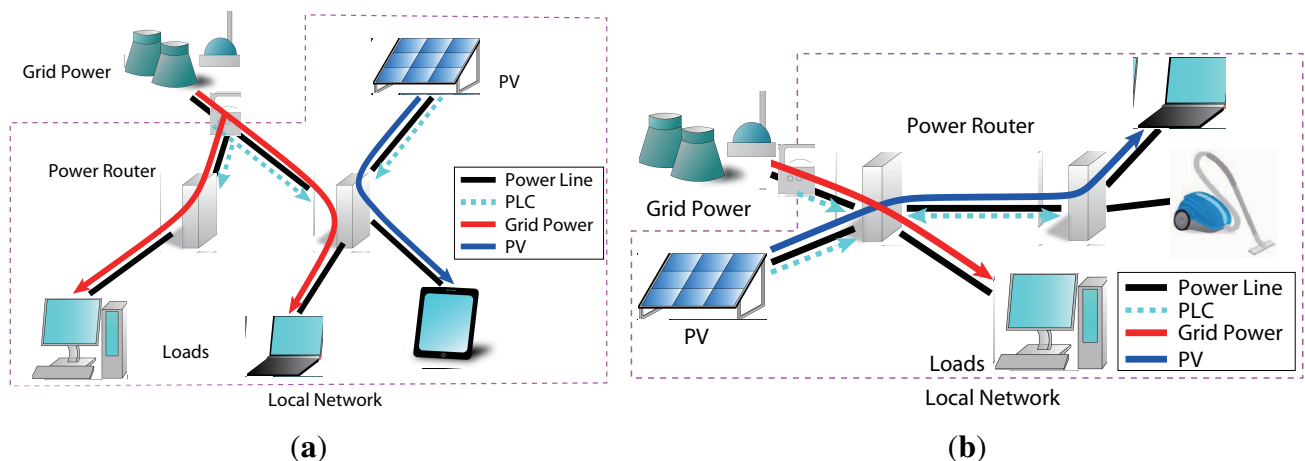 Grid Power
PV
Power Router
Power Line
PLC
Grid Power
PV
Loads
Local Network
(a)
Power Router
Grid Power
PV
Power Line
PLC
Grid Power
PV
Loads
Local Network
(b)